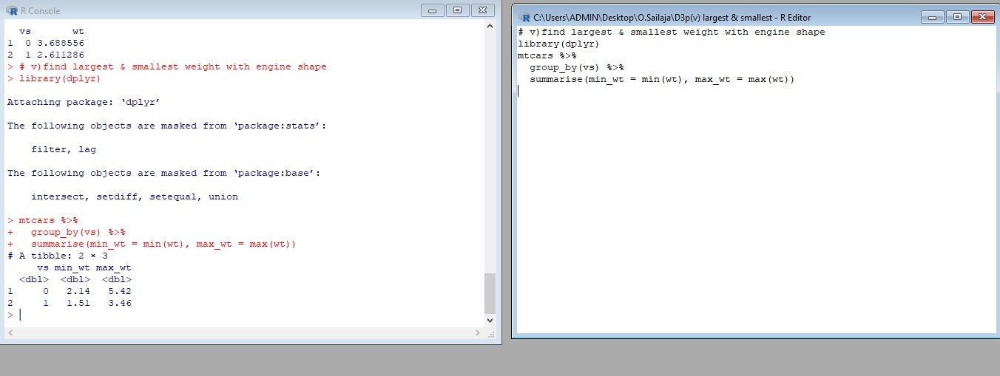 R Console
vs wt
1 0 3.688556
2 1 2.611286
> # v)find largest & smallest weight with engine shape
> library(dplyr)
Attaching package: ‘dplyr’
The following objects are masked from ‘package:stats’:
filter, lag
The following objects are masked from ‘package:base’:
intersect, setdiff, setequal, union
> mtcars %>%
+ group_by(vs) %>%
+ summarise(min_wt = min(wt), max_wt = max(wt))
# A tibble: 2 × 3
vs min_wt max_wt
<dbl> <dbl> <dbl>
1 0 2.14 5.42
2 1 1.51 3.46
>
C:\Users\ADMIN\Desktop\O.Sailaja\D3p(v) largest & smallest - R Editor
# v)find largest & smallest weight with engine shape
library(dplyr)
mtcars %>%
group_by(vs) %>%
summarise(min_wt = min(wt), max_wt = max(wt))